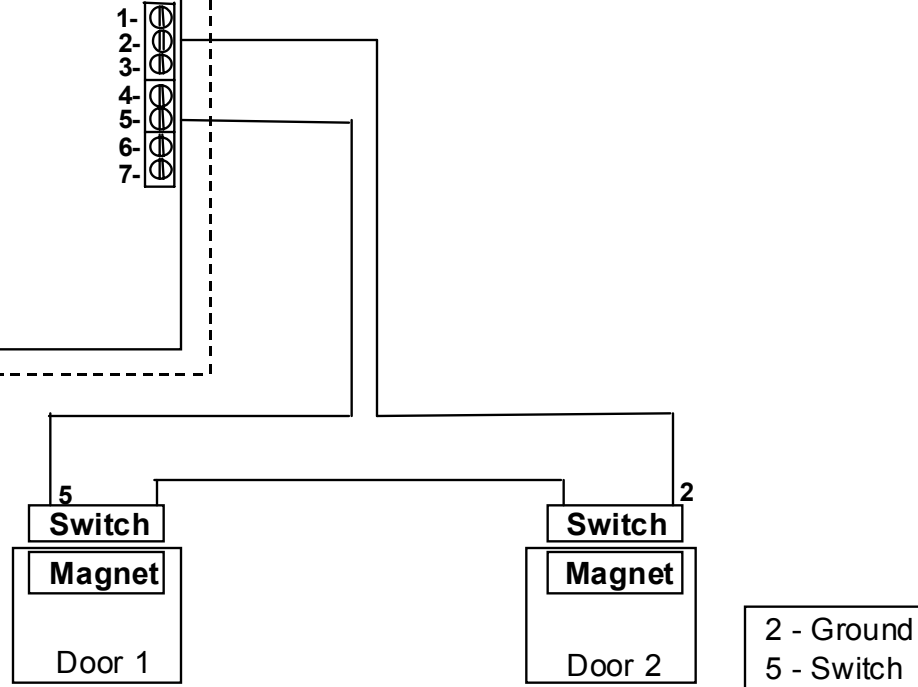 1-
2-
3-
4-
5-
6-
7-
5
2
Switch
Switch
Magnet
Magnet
Door 1
Door 2
2 - Ground
5 - Switch